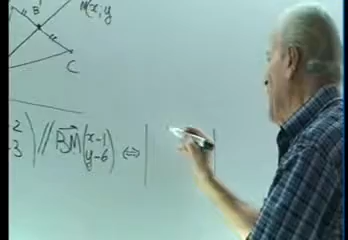 B
M(x,y
C
-2
-3 ) // BM (x-1
y-6) ⇔ |